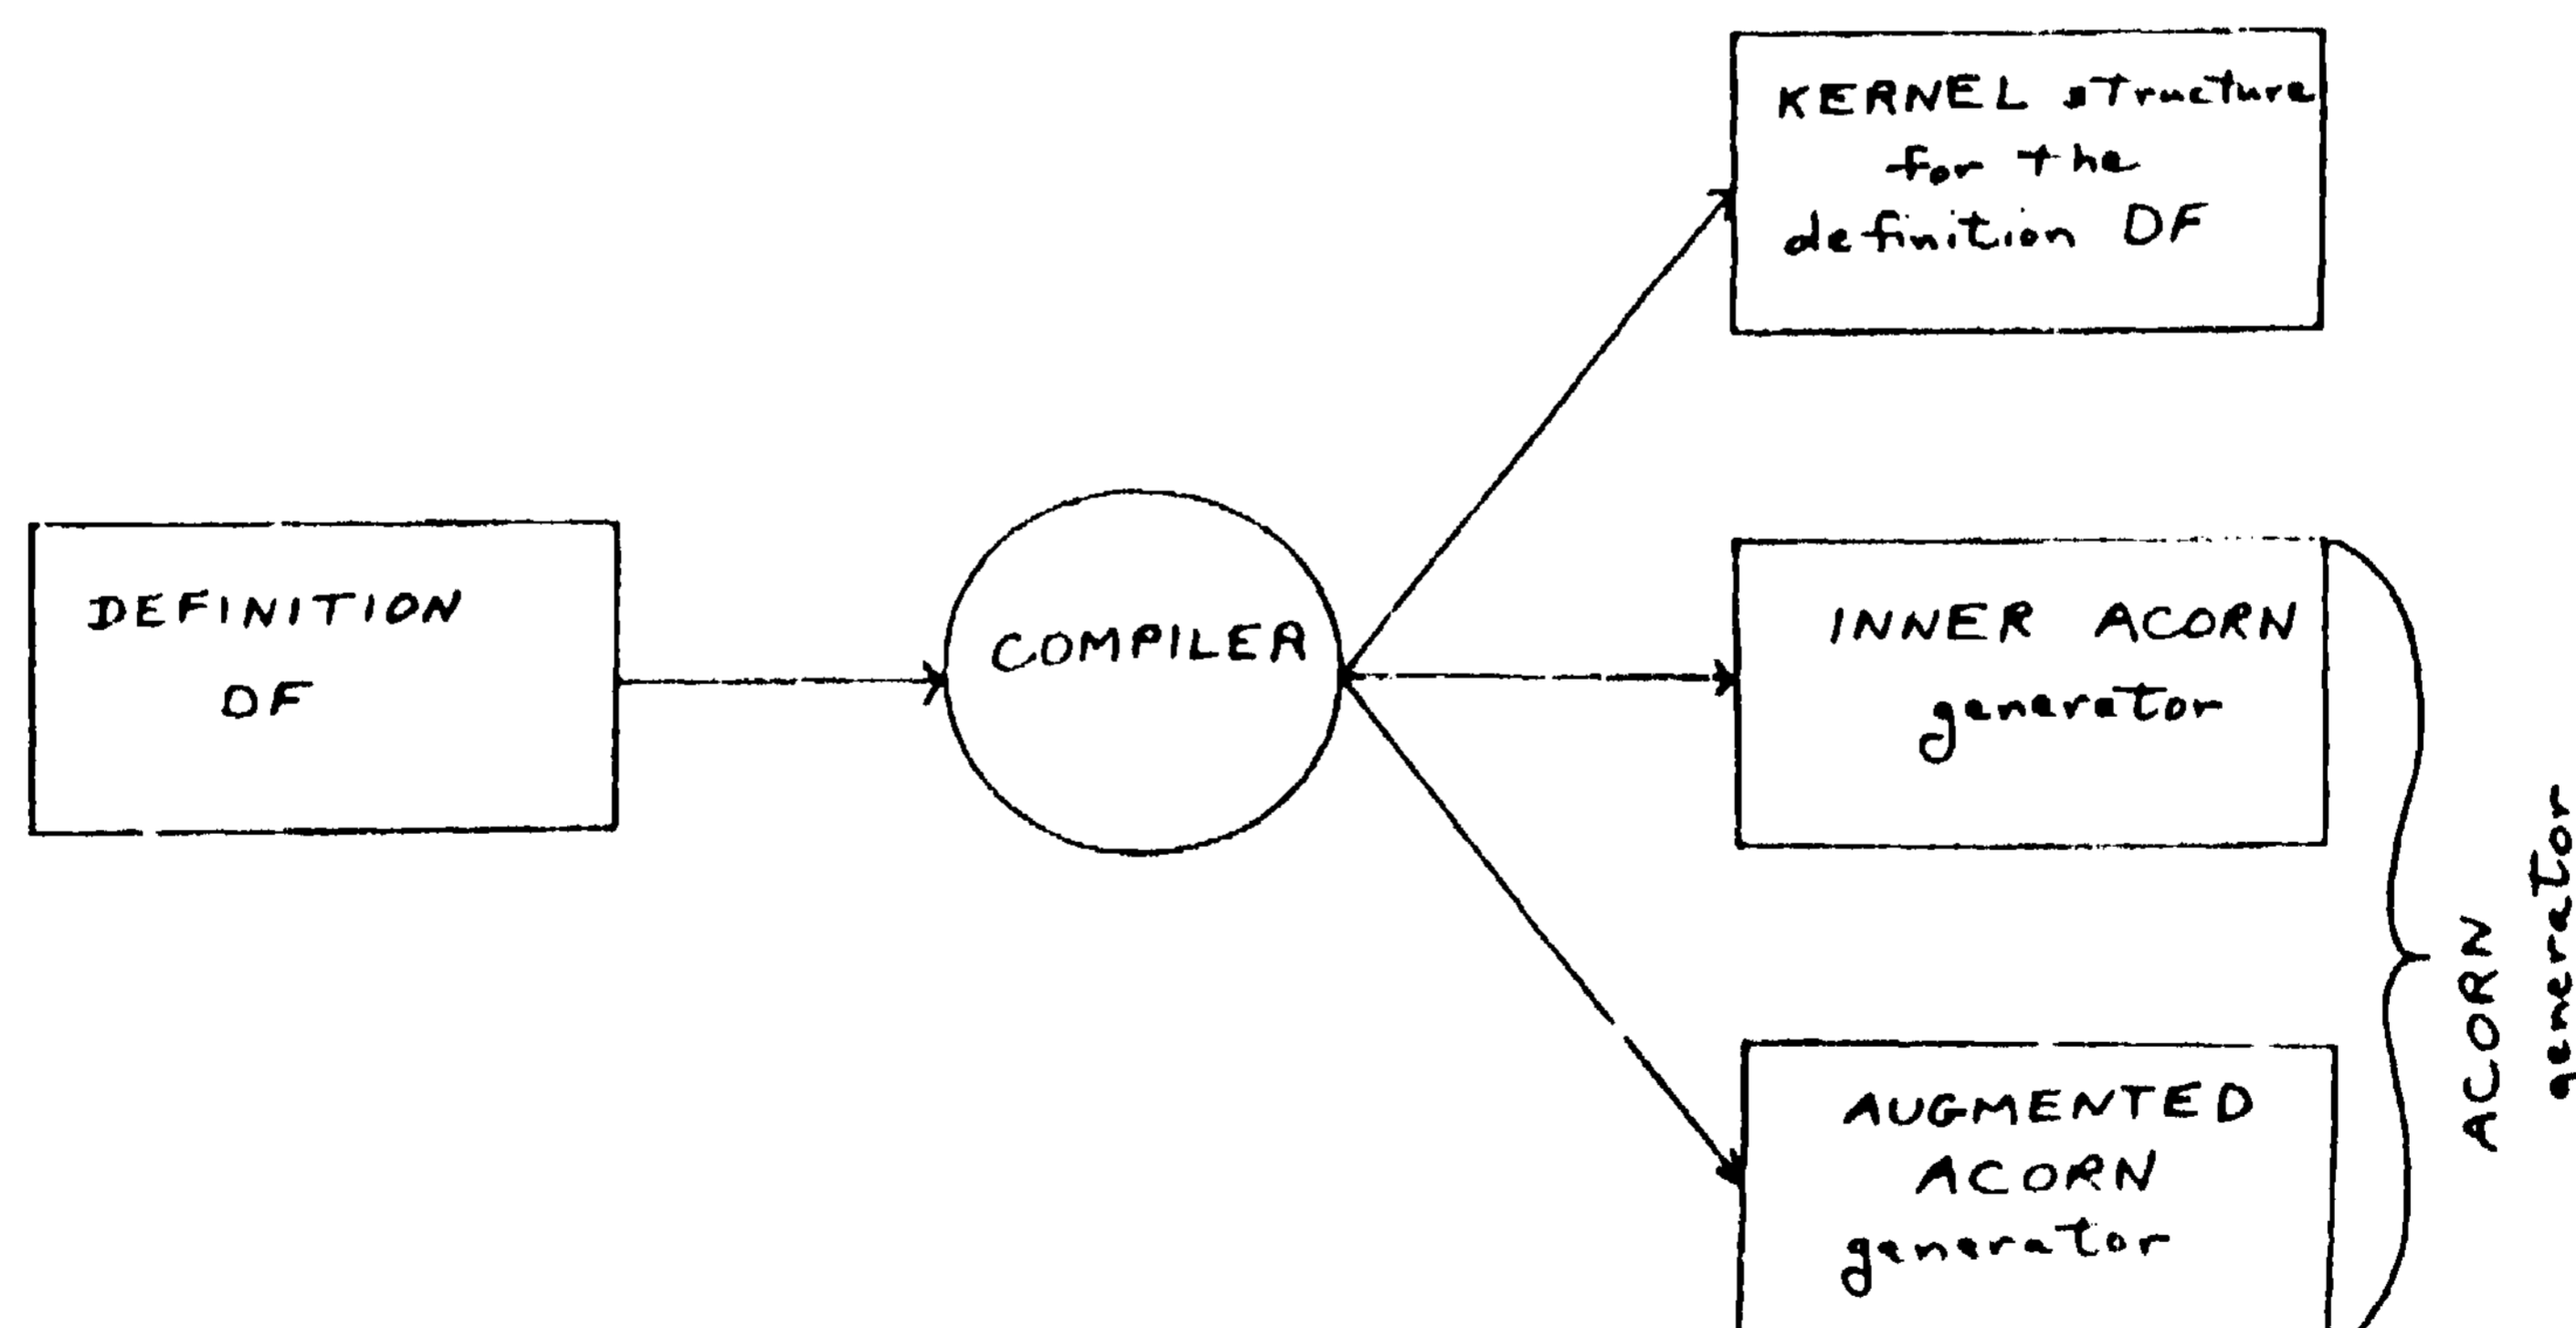 KERNEL structure
for the
definition DF
DEFINITION
DF
COMPILER
INNER ACORN
generator
AUGMENTED
ACORN
generator
ACORN
generator